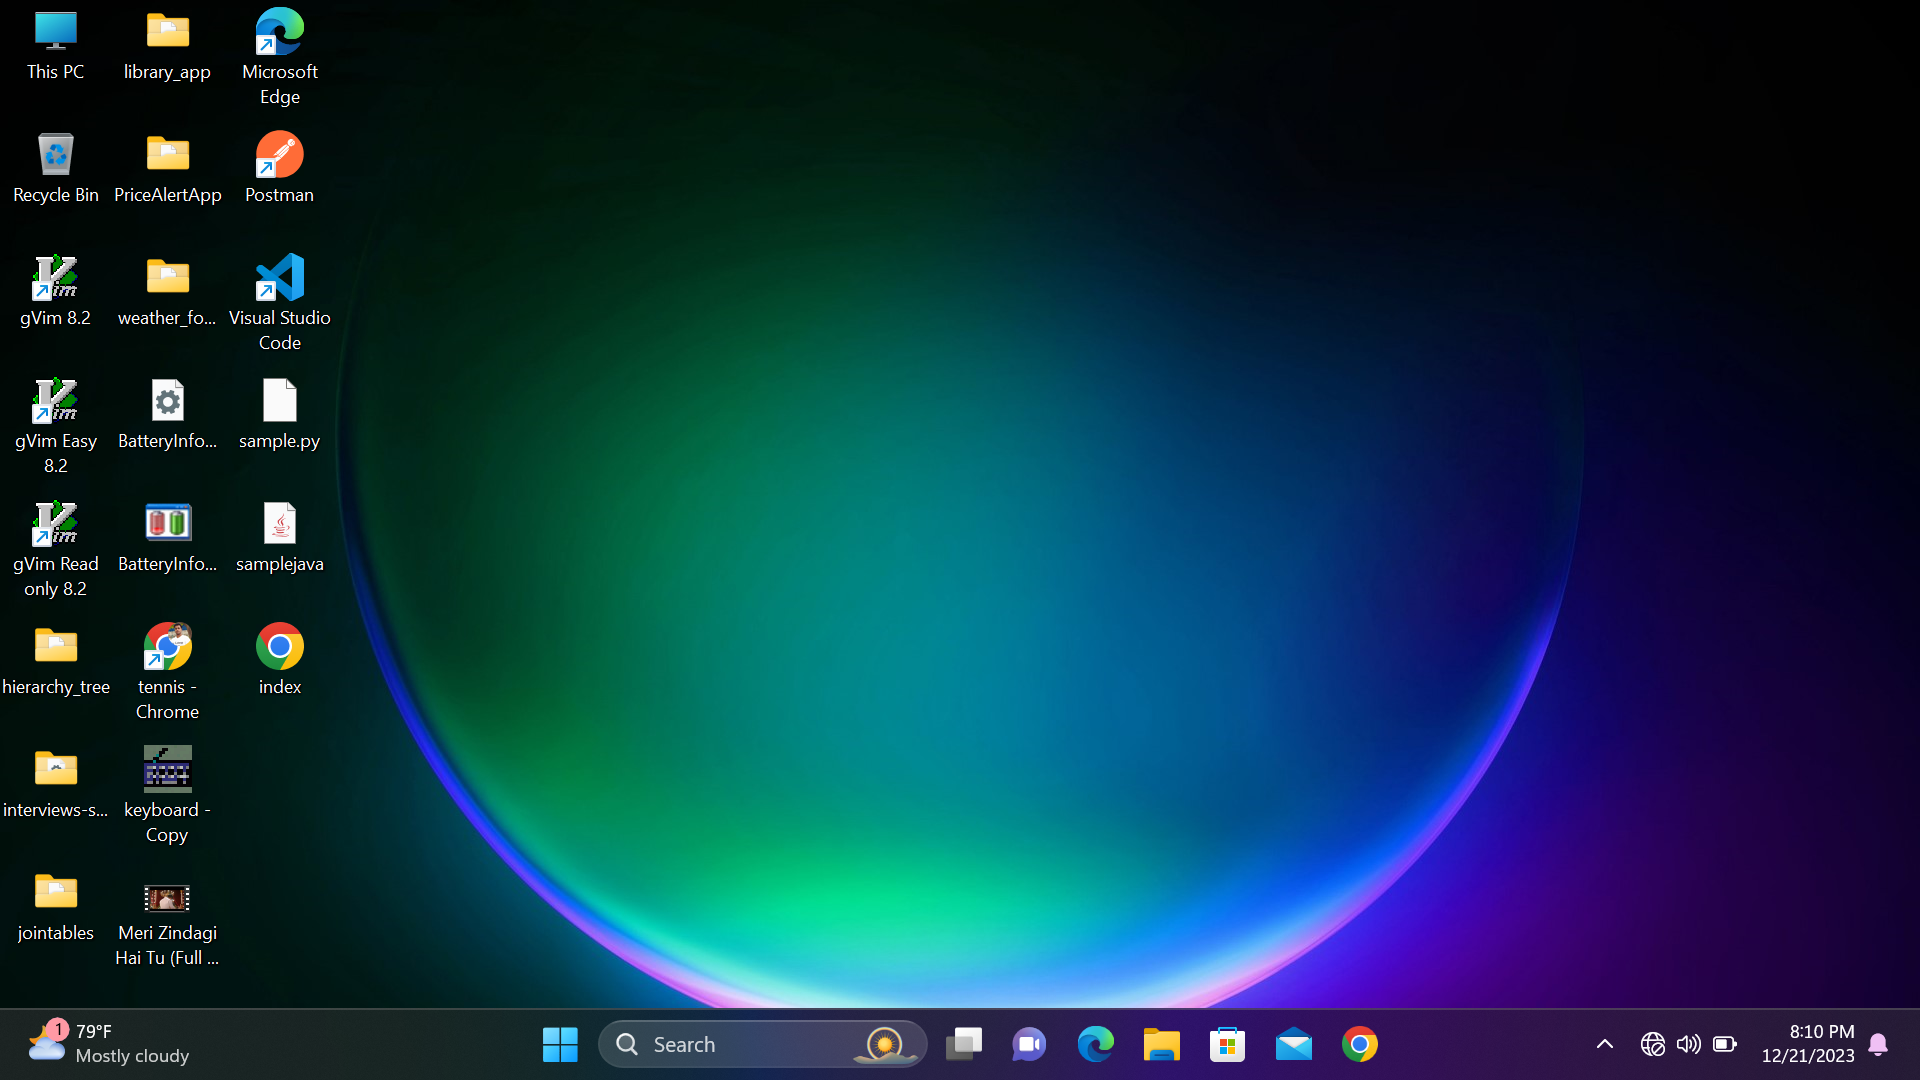 This PC
library_app
Microsoft
Edge
Recycle Bin
PriceAlertApp
Postman
gVim 8.2
weather_fo...
Visual Studio
Code
gVim Easy
8.2
BatteryInfo...
sample.py
gVim Read
only 8.2
BatteryInfo...
samplejava
hierarchy_tree
tennis -
Chrome
index
interviews-s...
keyboard -
Copy
jointables
Meri Zindagi
Hai Tu (Full ...
1
79°F
Mostly cloudy
Search
8:10 PM
12/21/2023